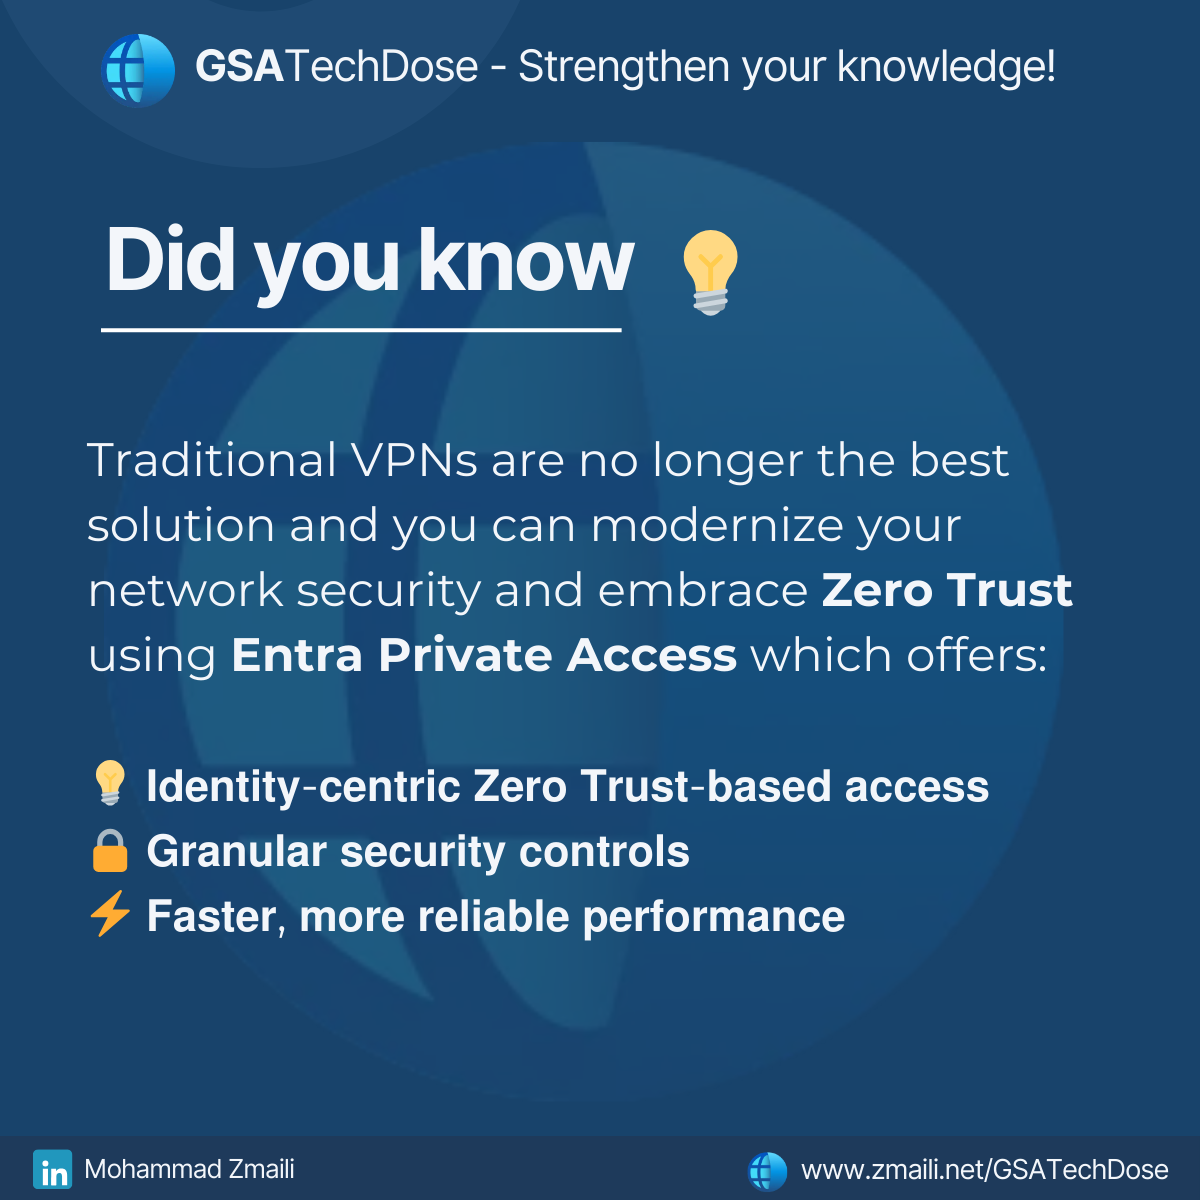 GSATechDose - Strengthen your knowledge!
Did you know
Traditional VPNs are no longer the best
solution and you can modernize your
network security and embrace Zero Trust
using Entra Private Access which offers:
Identity-centric Zero Trust-based access
Granular security controls
Faster, more reliable performance
in Mohammad Zmaili
www.zmaili.net/GSATechDose